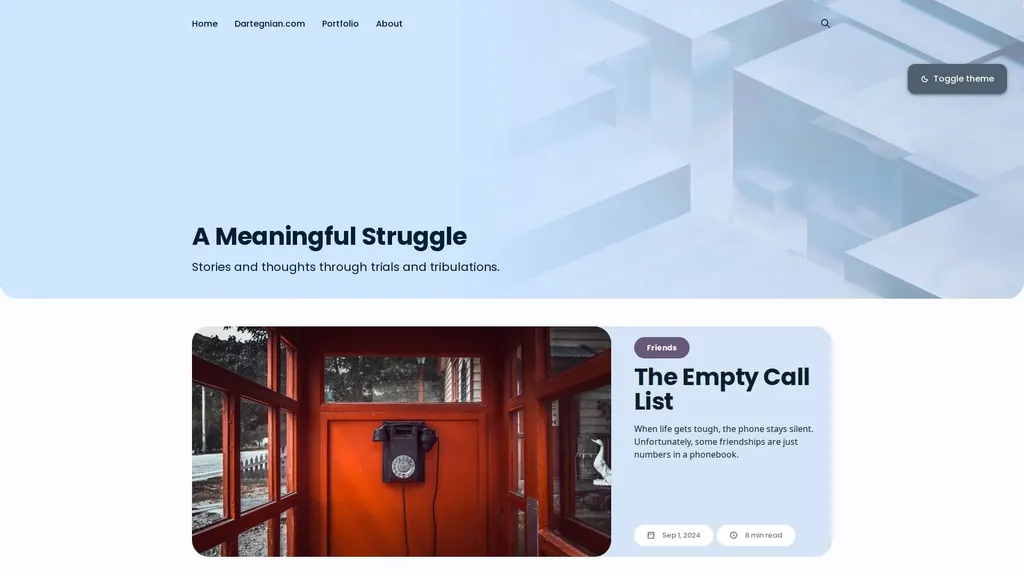 Home Dartegnian.com Portfolio About
Toggle theme
A Meaningful Struggle
Stories and thoughts through trials and tribulations.
Friends
The Empty Call
List
When life gets tough, the phone stays silent.
Unfortunately, some friendships are just
numbers in a phonebook.
Sep 1, 2024 8 min read